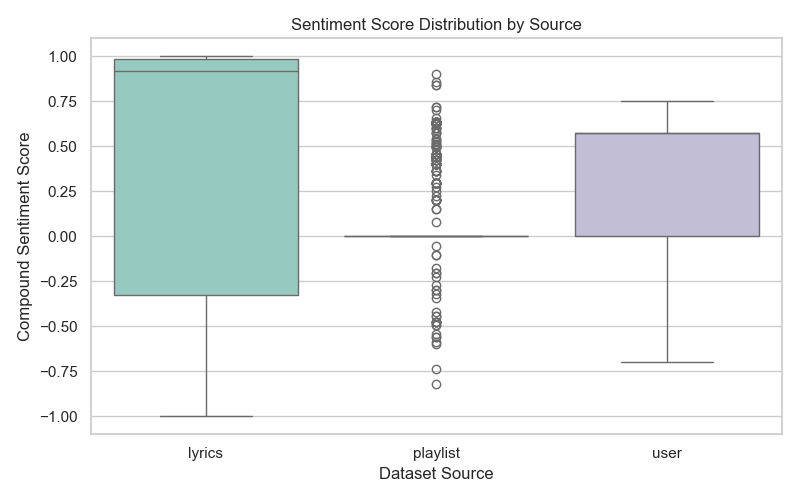 Sentiment Score Distribution by Source
Compound Sentiment Score
1.00
0.75
0.50
0.25
0.00
−0.25
−0.50
−0.75
−1.00
lyrics
playlist
user
Dataset Source